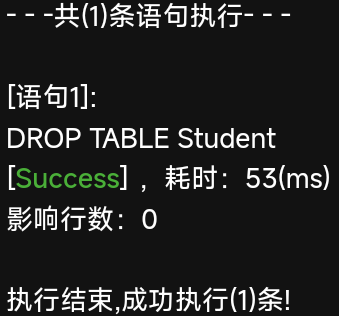 - - -共(1)条语句执行- - -
[语句1]:
DROP TABLE Student
[Success] ，耗时：53(ms)
影响行数：0
执行结束,成功执行(1)条!